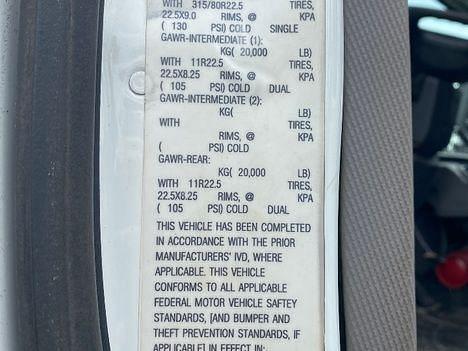 WITH 315/80R22.5 TIRES,
22.5X9.0 RIMS, @ KPA
( 130 PSI) COLD SINGLE
GAWR-INTERMEDIATE (1):
KG( 20,000 LB)
WITH 11R22.5 TIRES,
22.5X8.25 RIMS, @ KPA
( 105 PSI) COLD DUAL
GAWR-INTERMEDIATE (2):
KG( LB)
WITH TIRES,
RIMS, @ KPA
( PSI) COLD
GAWR-REAR:
KG( 20,000 LB)
WITH 11R22.5 TIRES,
22.5X8.25 RIMS, @ KPA
( 105 PSI) COLD DUAL
THIS VEHICLE HAS BEEN COMPLETED
IN ACCORDANCE WITH THE PRIOR
MANUFACTURERS' IVD, WHERE
APPLICABLE. THIS VEHICLE
CONFORMS TO ALL APPLICABLE
FEDERAL MOTOR VEHICLE SAFTEY
STANDARDS, [AND BUMPER AND
THEFT PREVENTION STANDARDS, IF
APPLICABLE] IN EFFECT IN: